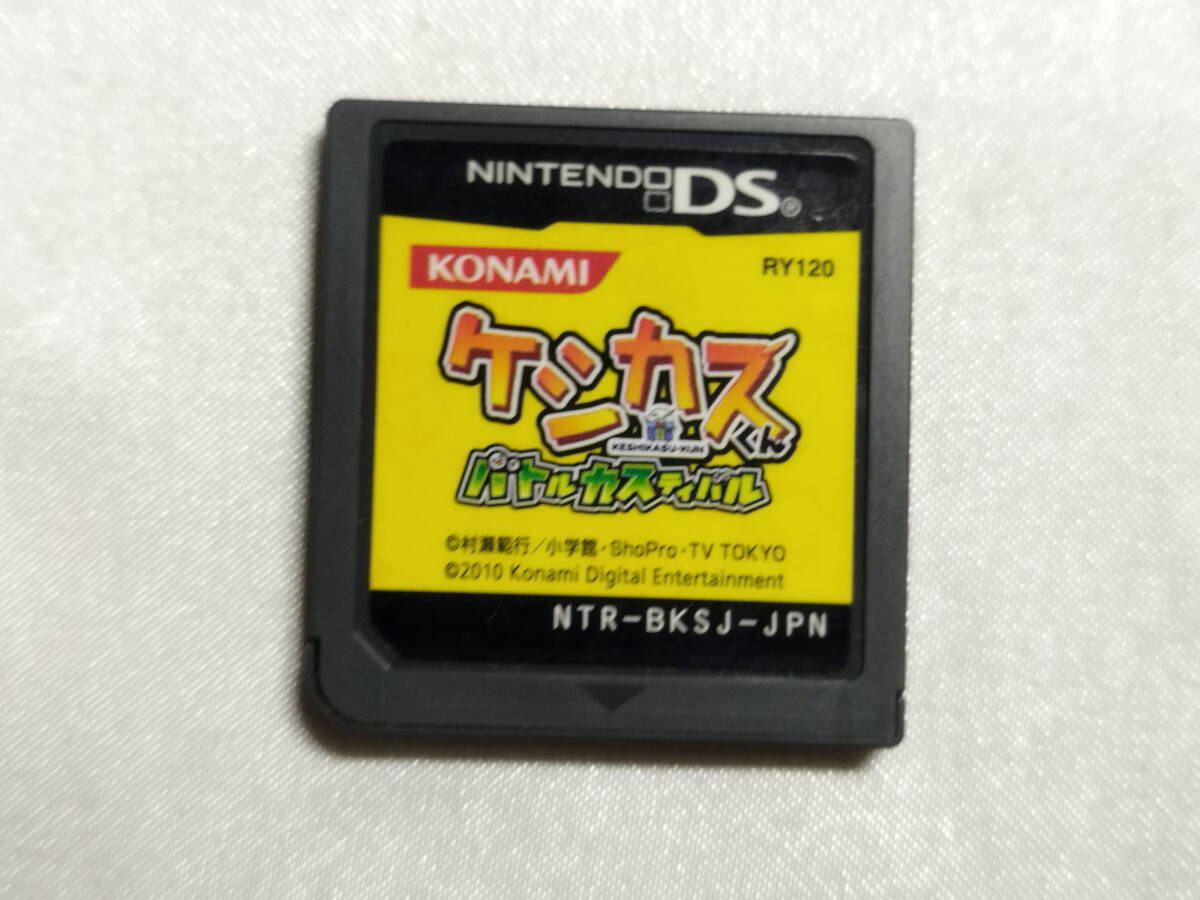 NINTENDO DS®
KONAMI
RY120
ケシカスくん
KESHIKASU-KUN
バトルカスティバル
©村瀬範行/小学館・ShoPro・TV TOKYO
©2010 Konami Digital Entertainment
NTR-BKSJ-JPN